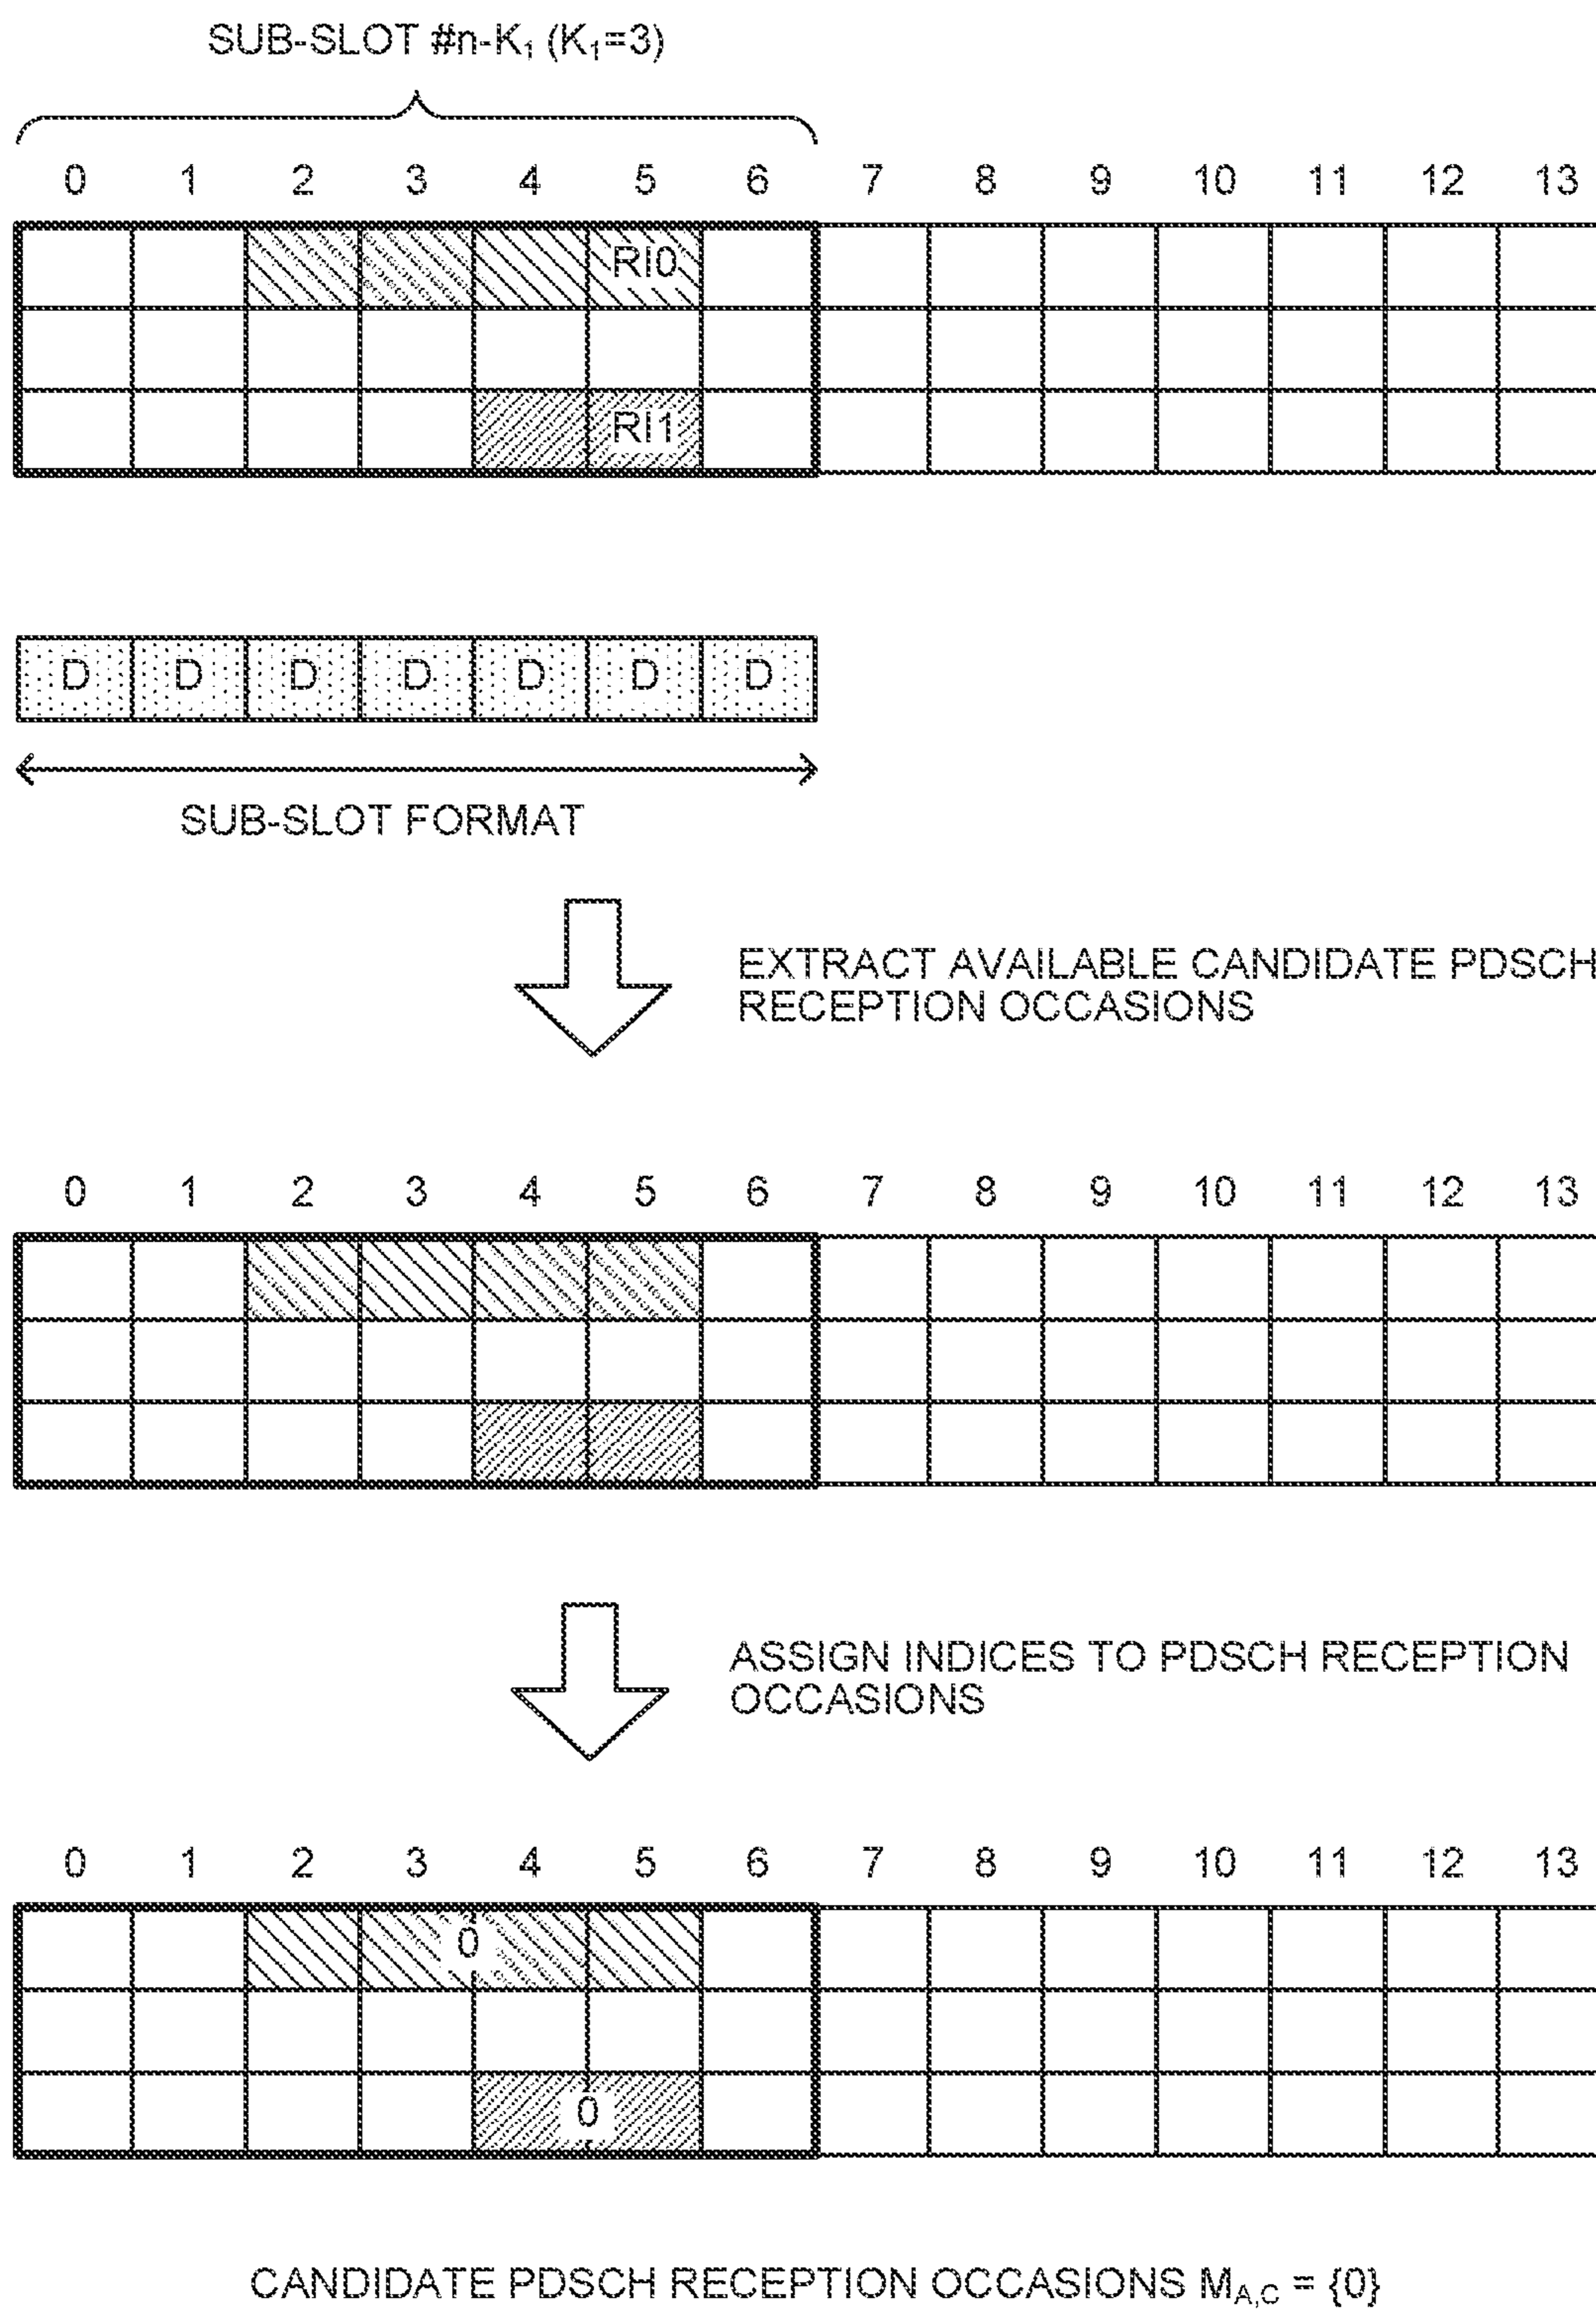 SUB-SLOT #n-K₁ (K₁=3)
0 1 2 3 4 5 6 7 8 9 10 11 12 13
RI0
RI1
D D D D D D D
SUB-SLOT FORMAT
EXTRACT AVAILABLE CANDIDATE PDSCH
RECEPTION OCCASIONS
0 1 2 3 4 5 6 7 8 9 10 11 12 13
ASSIGN INDICES TO PDSCH RECEPTION
OCCASIONS
0 1 2 3 4 5 6 7 8 9 10 11 12 13
0
0
CANDIDATE PDSCH RECEPTION OCCASIONS M_A,C = {0}